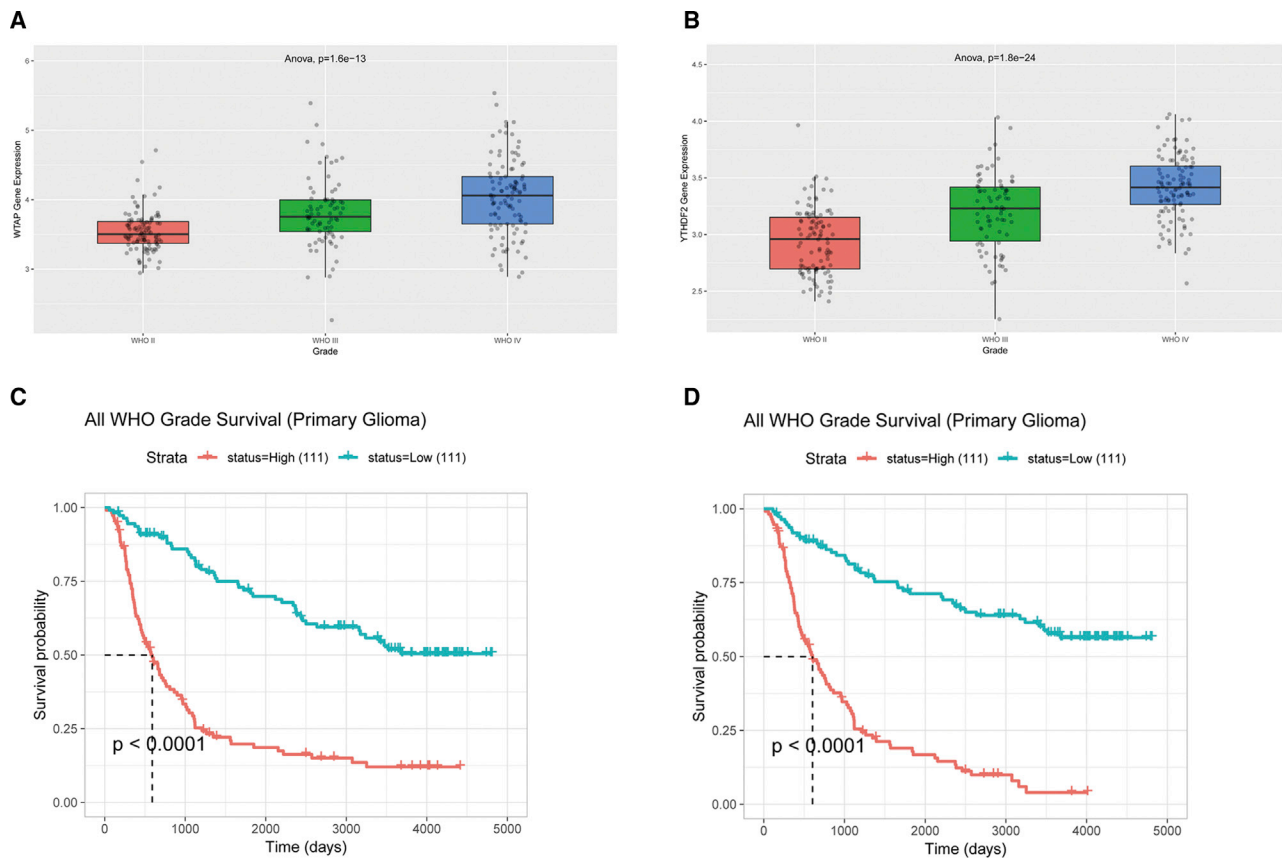 A
Anova, p=1.6e−13
WTAP Gene Expression
6
5
4
3
WHO II
WHO III
WHO IV
Grade
B
Anova, p=1.8e−24
YTHDF2 Gene Expression
4.5
4.0
3.5
3.0
2.5
WHO II
WHO III
WHO IV
Grade
C
All WHO Grade Survival (Primary Glioma)
Strata status=High (111) status=Low (111)
Survival probability
1.00
0.75
0.50
0.25
0.00
p < 0.0001
0 1000 2000 3000 4000 5000
Time (days)
D
All WHO Grade Survival (Primary Glioma)
Strata status=High (111) status=Low (111)
Survival probability
1.00
0.75
0.50
0.25
0.00
p < 0.0001
0 1000 2000 3000 4000 5000
Time (days)